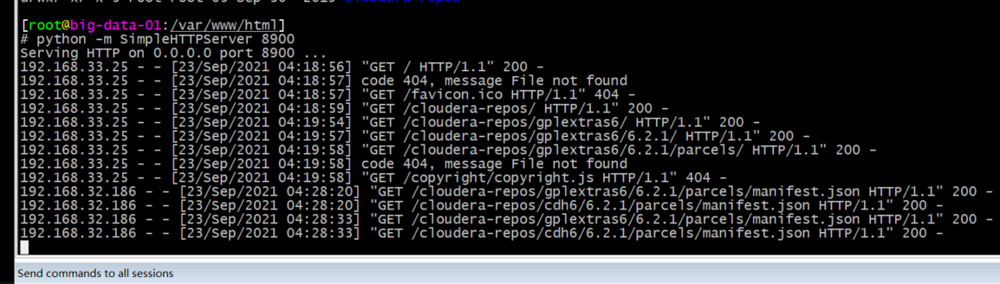 [root@big-data-01:/var/www/html]
# python -m SimpleHTTPServer 8900
Serving HTTP on 0.0.0.0 port 8900 ...
192.168.33.25 - - [23/Sep/2021 04:18:56] "GET / HTTP/1.1" 200 -
192.168.33.25 - - [23/Sep/2021 04:18:57] code 404, message File not found
192.168.33.25 - - [23/Sep/2021 04:18:57] "GET /favicon.ico HTTP/1.1" 404 -
192.168.33.25 - - [23/Sep/2021 04:18:59] "GET /cloudera-repos/ HTTP/1.1" 200 -
192.168.33.25 - - [23/Sep/2021 04:19:54] "GET /cloudera-repos/gplextras6/ HTTP/1.1" 200 -
192.168.33.25 - - [23/Sep/2021 04:19:57] "GET /cloudera-repos/gplextras6/6.2.1/ HTTP/1.1" 200 -
192.168.33.25 - - [23/Sep/2021 04:19:58] "GET /cloudera-repos/gplextras6/6.2.1/parcels/ HTTP/1.1" 200 -
192.168.33.25 - - [23/Sep/2021 04:19:58] code 404, message File not found
192.168.33.25 - - [23/Sep/2021 04:19:58] "GET /copyright/copyright.js HTTP/1.1" 404 -
192.168.32.186 - - [23/Sep/2021 04:28:20] "GET /cloudera-repos/gplextras6/6.2.1/parcels/manifest.json HTTP/1.1" 200 -
192.168.32.186 - - [23/Sep/2021 04:28:20] "GET /cloudera-repos/cdh6/6.2.1/parcels/manifest.json HTTP/1.1" 200 -
192.168.32.186 - - [23/Sep/2021 04:28:33] "GET /cloudera-repos/gplextras6/6.2.1/parcels/manifest.json HTTP/1.1" 200 -
192.168.32.186 - - [23/Sep/2021 04:28:33] "GET /cloudera-repos/cdh6/6.2.1/parcels/manifest.json HTTP/1.1" 200 -
Send commands to all sessions